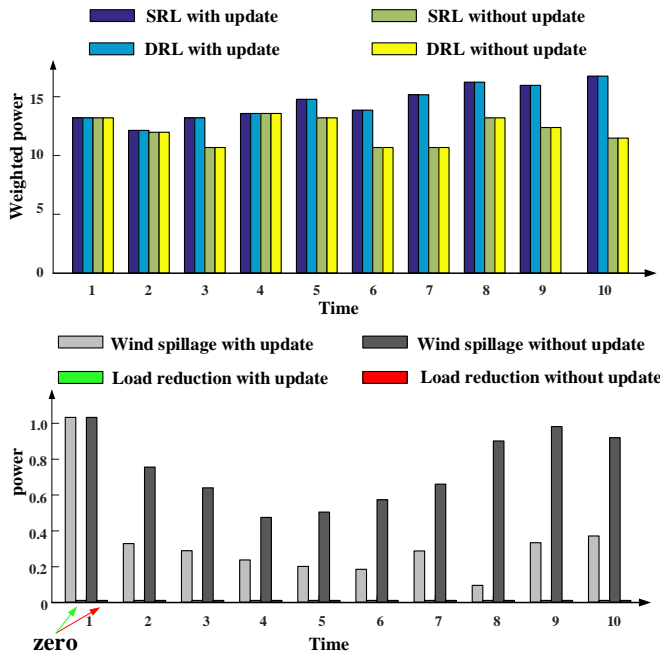 SRL with update
SRL without update
DRL with update
DRL without update
Weighted power
15
10
5
0
1 2 3 4 5 6 7 8 9 10
Time
Wind spillage with update
Wind spillage without update
Load reduction with update
Load reduction without update
power
1.0
0.8
0.6
0.4
0.2
0
1 2 3 4 5 6 7 8 9 10
zero
Time